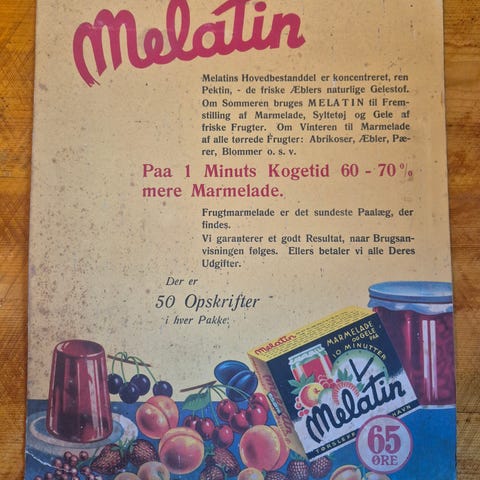 Melatin
Melatins Hovedbestanddel er koncentreret, ren
Pektin, - de friske Æblers naturlige Gelestof.
Om Sommeren bruges MELATIN til Frem-
stilling af Marmelade, Syltetøj og Gele af
friske Frugter. Om Vinteren til Marmelade
af alle tørrede Frugter: Abrikoser, Æbler, Pæ-
rer, Blommer o. s. v.
Paa 1 Minuts Kogetid 60 - 70%
mere Marmelade.
Frugtmarmelade er det sundeste Paalæg, der
findes.
Vi garanterer et godt Resultat, naar Brugsan-
visningen følges. Ellers betaler vi alle Deres
Udgifter.
Der er
50 Opskrifter
i hver Pakke.
Melatin
MARMELADE
OG GELE
PAA
10 MINUTTER
Melatin
65
ØRE